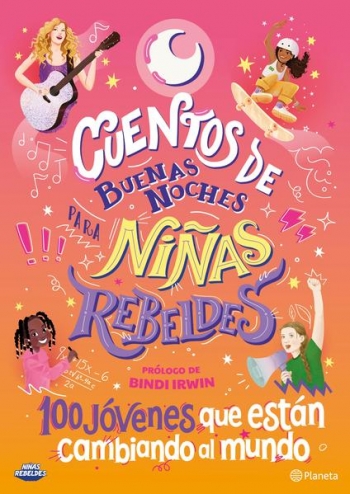 CUENTOS DE
BUENAS NOCHES
PARA
NIÑAS
REBELDES
PRÓLOGO DE
BINDI IRWIN
100 JÓVENES que están
cambiando al mundo
NIÑAS
REBELDES
Planeta